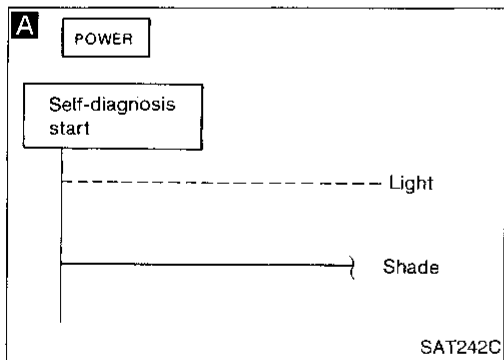 A
POWER
Self-diagnosis
start
Light
Shade
SAT242C